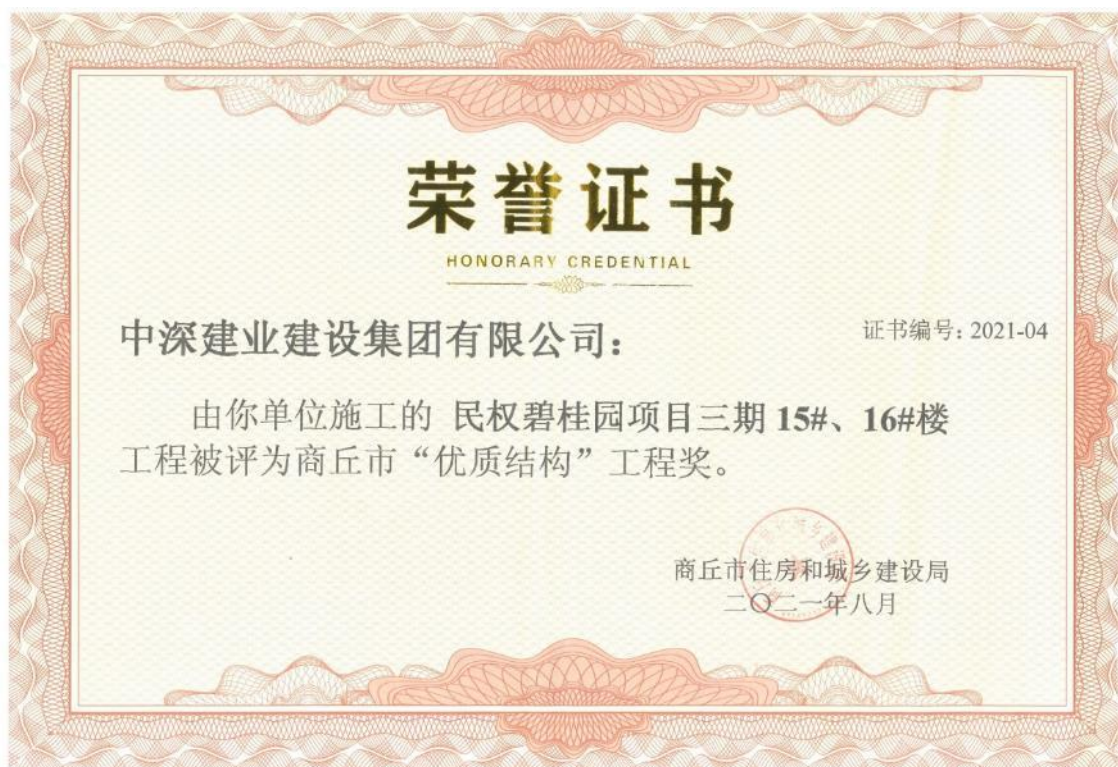 荣誉证书
HONORARY CREDENTIAL
中深建业建设集团有限公司：
证书编号：2021-04
由你单位施工的 民权碧桂园项目三期 15#、16#楼
工程被评为商丘市“优质结构”工程奖。
商丘市住房和城乡建设局
二〇二一年八月